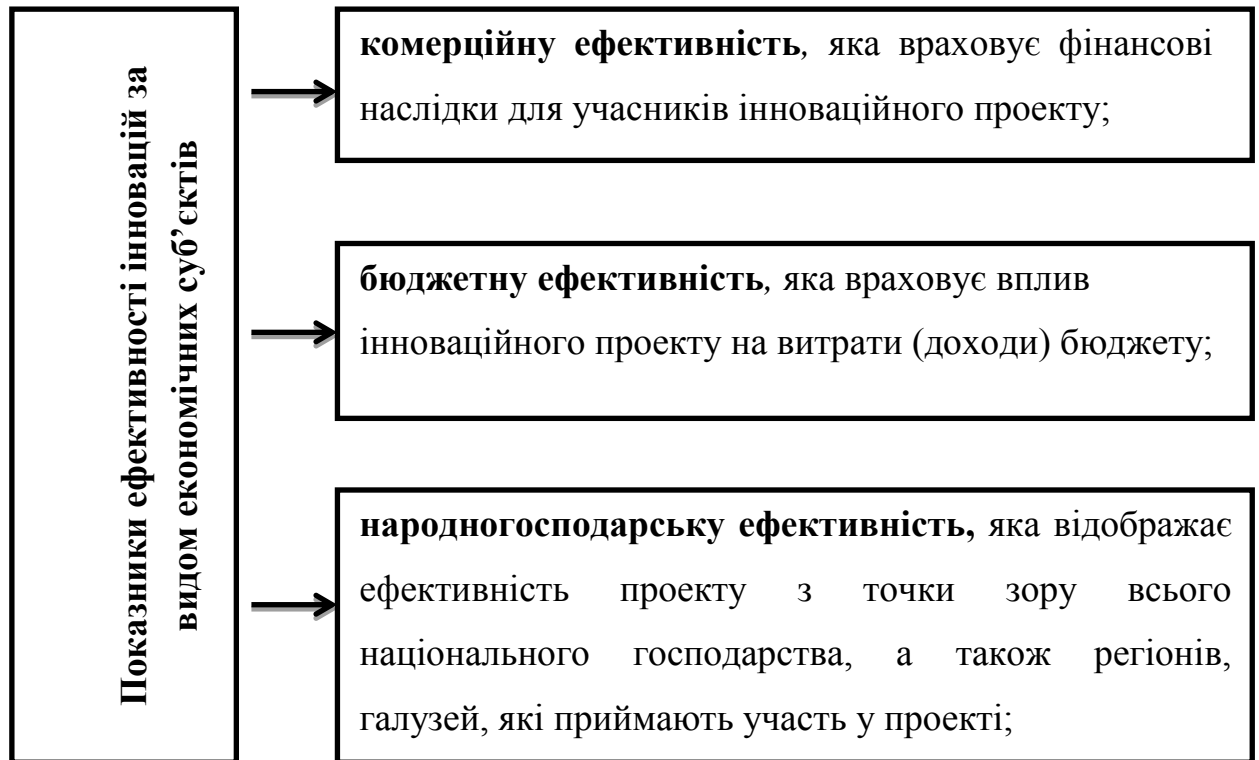 Показники ефективності інновацій за
видом економічних суб’єктів
комерційну ефективність, яка враховує фінансові
наслідки для учасників інноваційного проекту;
бюджетну ефективність, яка враховує вплив
інноваційного проекту на витрати (доходи) бюджету;
народногосподарську ефективність, яка відображає
ефективність проекту з точки зору всього
національного господарства, а також регіонів,
галузей, які приймають участь у проекті;